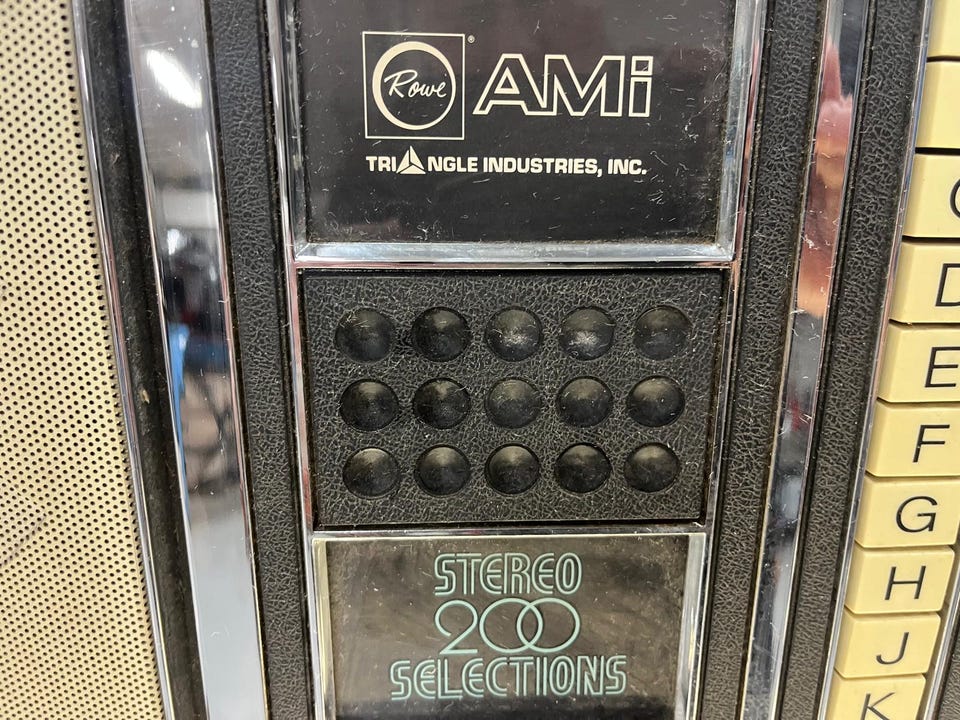 Rowe ® AMi
TRIANGLE INDUSTRIES, INC.
STEREO
200
SELECTIONS
D
E
F
G
H
J
K